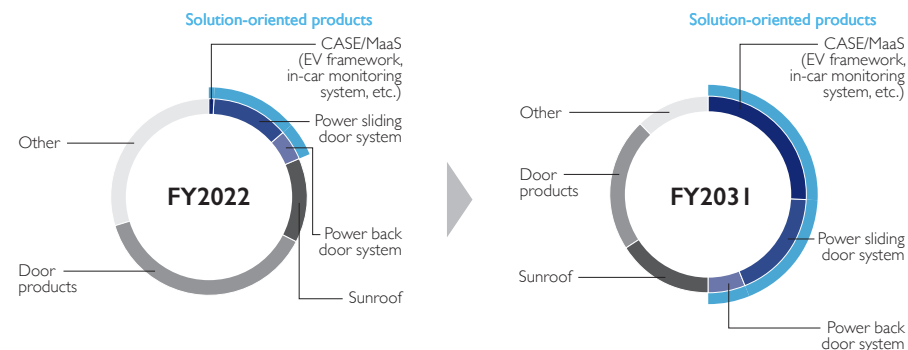 Solution-oriented products
CASE/MaaS
(EV framework,
in-car monitoring
system, etc.)
Power sliding
door system
Other
FY2022
Power back
door system
Door
products
Sunroof
Solution-oriented products
CASE/MaaS
(EV framework,
in-car monitoring
system, etc.)
Other
Door
products
FY2031
Power sliding
door system
Sunroof
Power back
door system